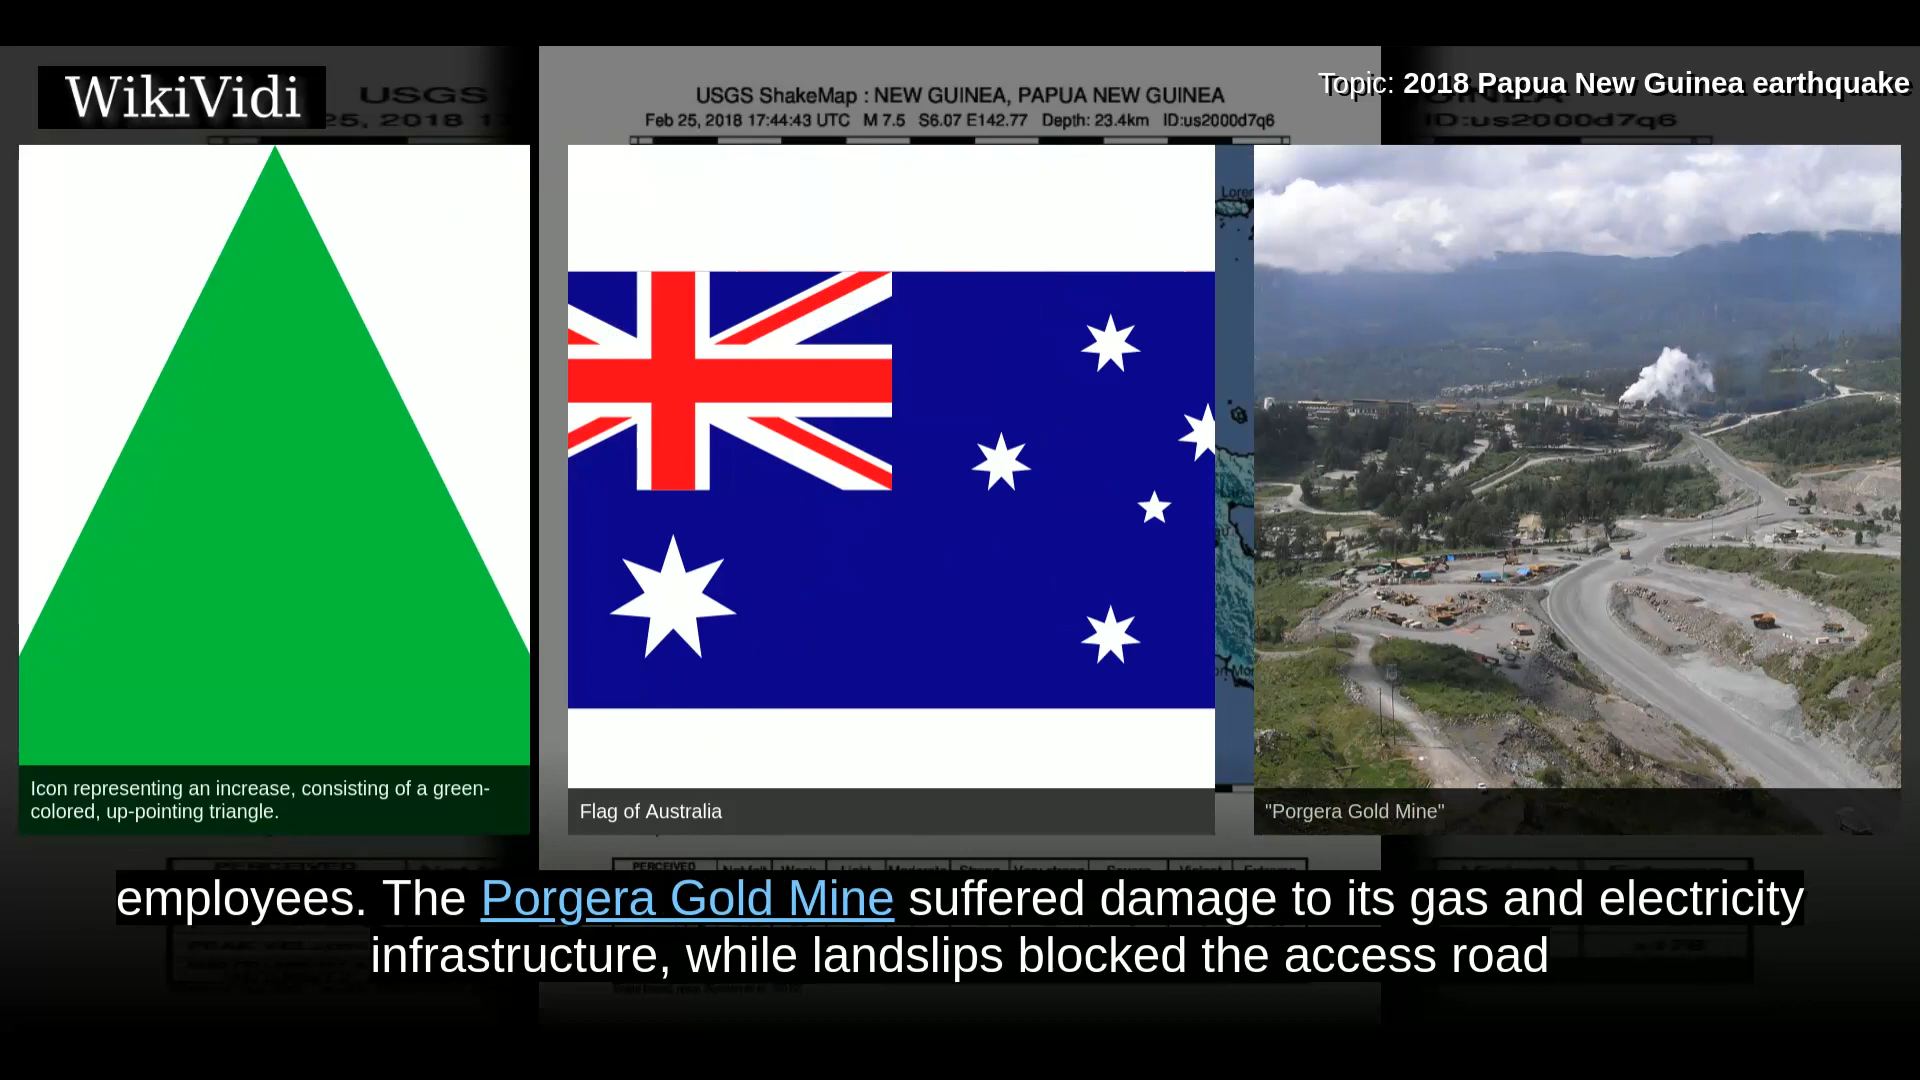 WikiVidi
Topic: 2018 Papua New Guinea earthquake
USGS ShakeMap : NEW GUINEA, PAPUA NEW GUINEA
Feb 25, 2018 17:44:43 UTC M 7.5 S6.07 E142.77 Depth: 23.4km ID:us2000d7q6
Icon representing an increase, consisting of a green-
colored, up-pointing triangle.
Flag of Australia
"Porgera Gold Mine"
employees. The Porgera Gold Mine suffered damage to its gas and electricity
infrastructure, while landslips blocked the access road